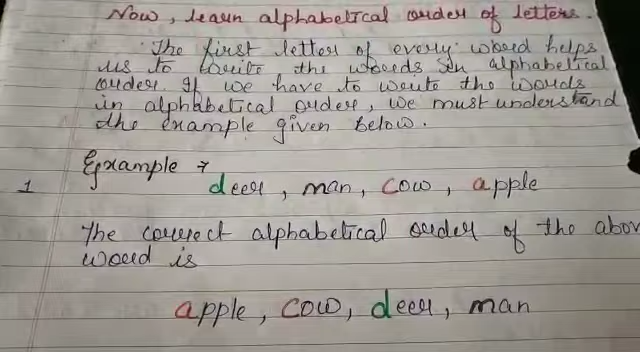 Now, learn alphabetical order of letters.
The first letter of every word helps
us to write the words in alphabetical
order If we have to write the words
in alphabetical order, we must understand
the example given below.
Example →
1 deer, man, cow, apple
The correct alphabetical order of the abov
word is
apple, cow, deer, man